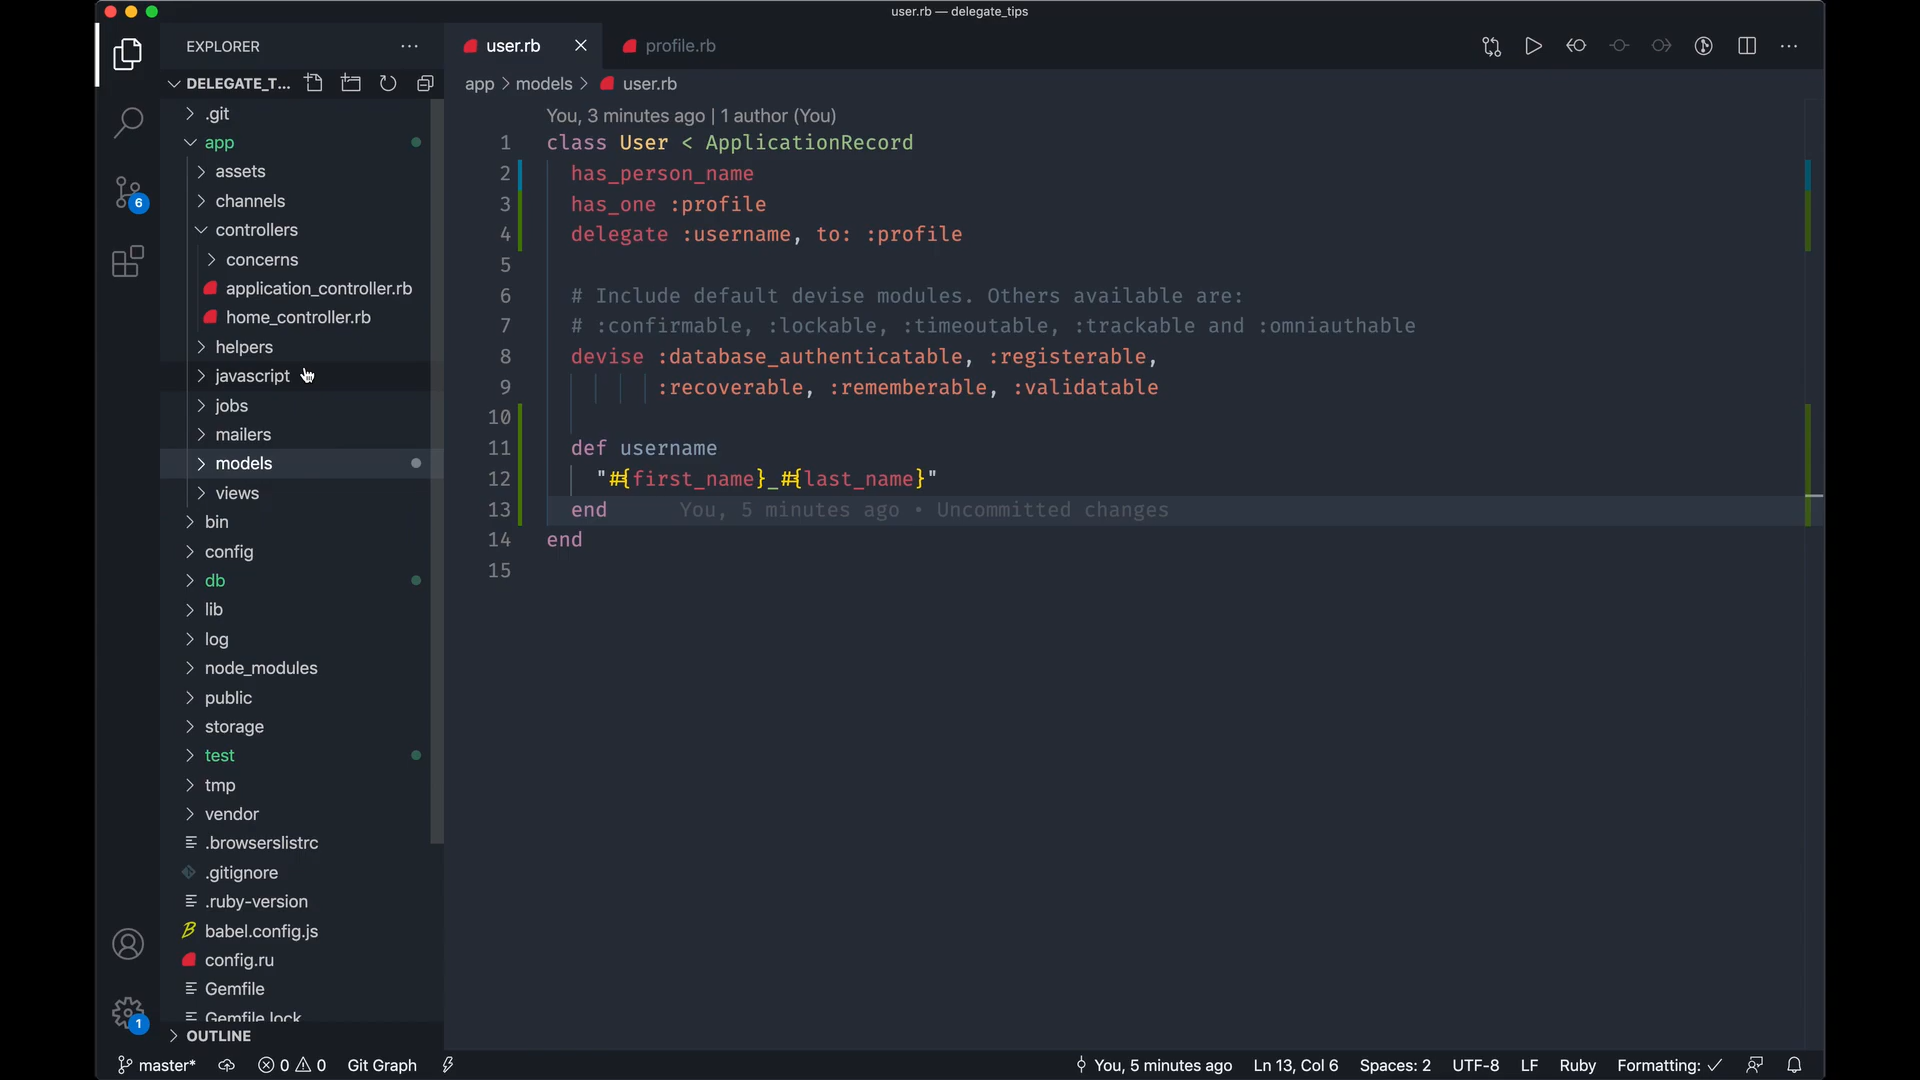 user.rb — delegate_tips
EXPLORER
user.rb
profile.rb
DELEGATE_T...
app > models > user.rb
.git
app
assets
channels
controllers
concerns
application_controller.rb
home_controller.rb
helpers
javascript
jobs
mailers
models
views
bin
config
db
lib
log
node_modules
public
storage
test
tmp
vendor
.browserslistrc
.gitignore
.ruby-version
babel.config.js
config.ru
Gemfile
Gemfile.lock
OUTLINE
6
1
You, 3 minutes ago | 1 author (You)
1 class User < ApplicationRecord
2 has_person_name
3 has_one :profile
4 delegate :username, to: :profile
5
6 # Include default devise modules. Others available are:
7 # :confirmable, :lockable, :timeoutable, :trackable and :omniauthable
8 devise :database_authenticatable, :registerable,
9 :recoverable, :rememberable, :validatable
10
11 def username
12 "#{first_name}_#{last_name}"
13 end You, 5 minutes ago • Uncommitted changes
14 end
15
master* 0 0 Git Graph You, 5 minutes ago Ln 13, Col 6 Spaces: 2 UTF-8 LF Ruby Formatting: ✓